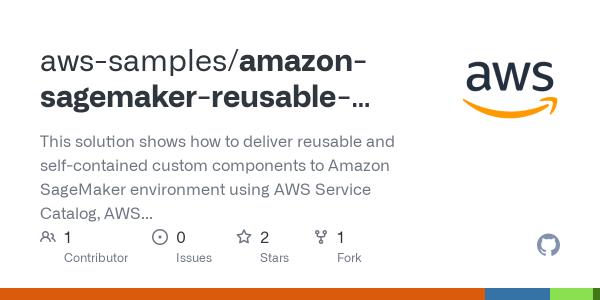 aws-samples/amazon-
sagemaker-reusable-...
aws
This solution shows how to deliver reusable and
self-contained custom components to Amazon
SageMaker environment using AWS Service
Catalog, AWS...
1 0 2 1
Contributor Issues Stars Fork